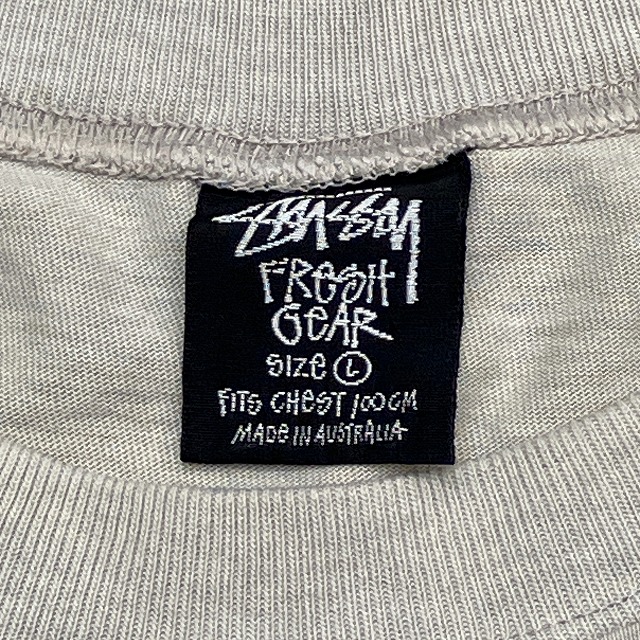 STÜSSY
FRESH
GEAR
SIZE L
FITS CHEST 100CM
MADE IN AUSTRALIA